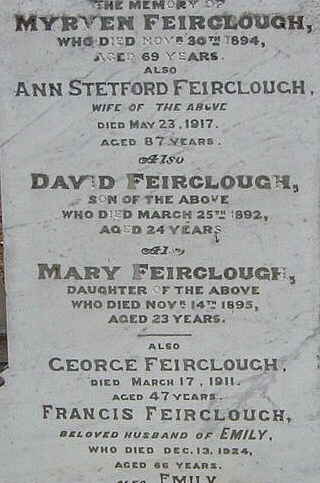 THE MEMORY OF
MYRVEN FEIRCLOUGH,
WHO DIED NOVR 30TH 1894,
AGED 69 YEARS.
ALSO
ANN STETFORD FEIRCLOUGH,
WIFE OF THE ABOVE
DIED MAY 23, 1917.
AGED 87 YEARS.
Also
DAVID FEIRCLOUGH,
SON OF THE ABOVE
WHO DIED MARCH 25TH 1892,
AGED 24 YEARS
Also
MARY FEIRCLOUGH,
DAUGHTER OF THE ABOVE
WHO DIED NOVR 14TH 1895,
AGED 23 YEARS.
ALSO
GEORGE FEIRCLOUGH,
DIED MARCH 17, 1911.
AGED 47 YEARS.
FRANCIS FEIRCLOUGH,
BELOVED HUSBAND OF EMILY,
WHO DIED DEC. 13, 1924,
AGED 66 YEARS.
ALSO EMILY